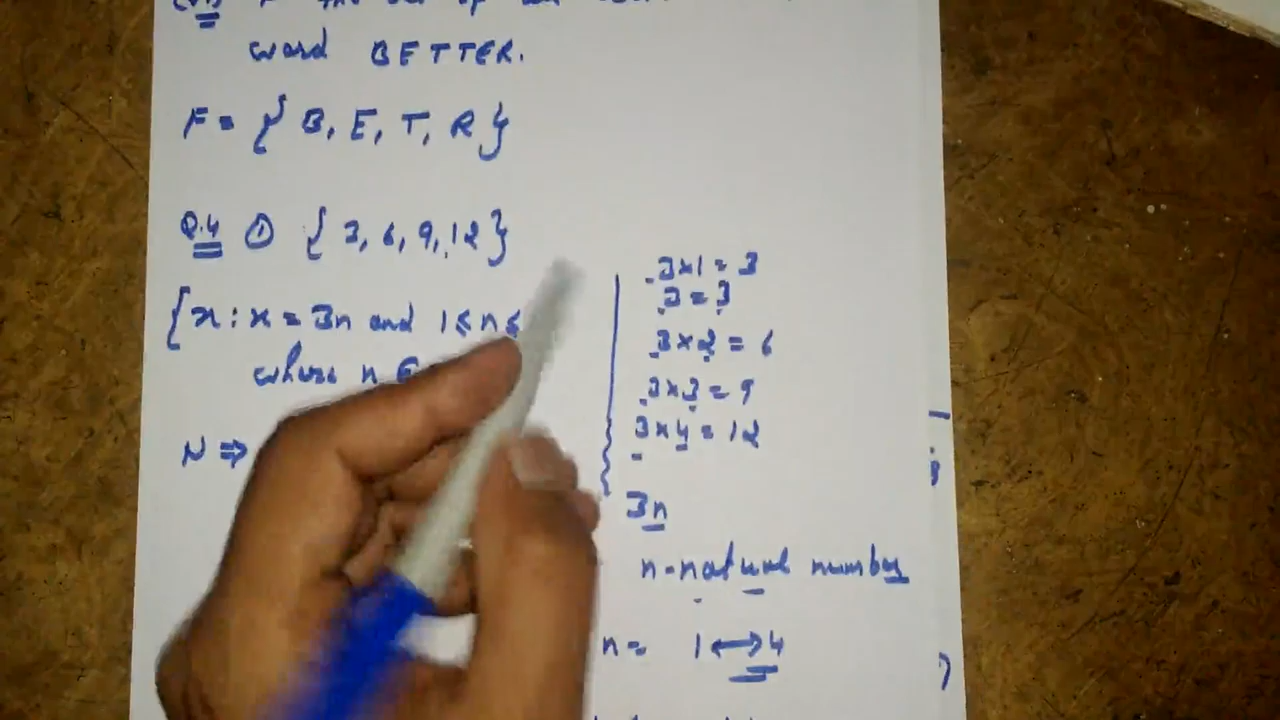 word BETTER.
F = { B, E, T, R }
Q.4 ① { 3, 6, 9, 12 }
{ x : x = 3n and 1 ≤ n ≤
where n ∈
N ⇒
3×1 = 3
3 = 3
3×2 = 6
3×3 = 9
3×4 = 12
3n
n = natural number
n = 1 ↔ 4